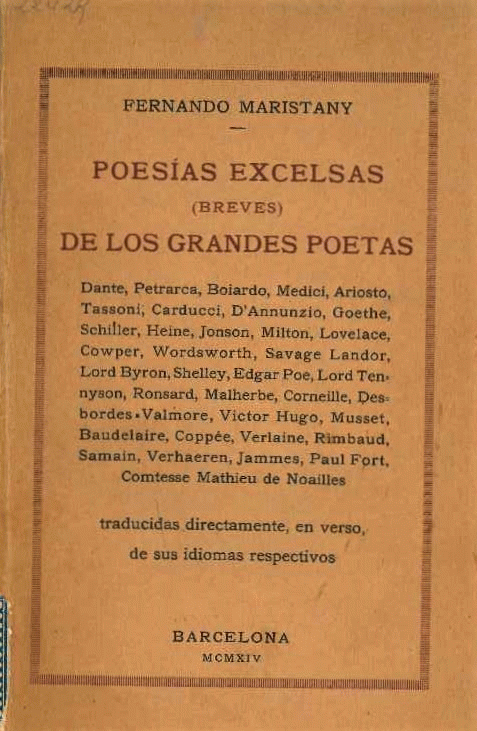 FERNANDO MARISTANY
POESÍAS EXCELSAS
(BREVES)
DE LOS GRANDES POETAS
Dante, Petrarca, Boiardo, Medici, Ariosto,
Tassoni, Carducci, D'Annunzio, Goethe,
Schiller, Heine, Jonson, Milton, Lovelace,
Cowper, Wordsworth, Savage Landor,
Lord Byron, Shelley, Edgar Poe, Lord Ten-
nyson, Ronsard, Malherbe, Corneille, Des-
bordes-Valmore, Victor Hugo, Musset,
Baudelaire, Coppée, Verlaine, Rimbaud,
Samain, Verhaeren, Jammes, Paul Fort,
Comtesse Mathieu de Noailles
traducidas directamente, en verso,
de sus idiomas respectivos
BARCELONA
MCMXIV